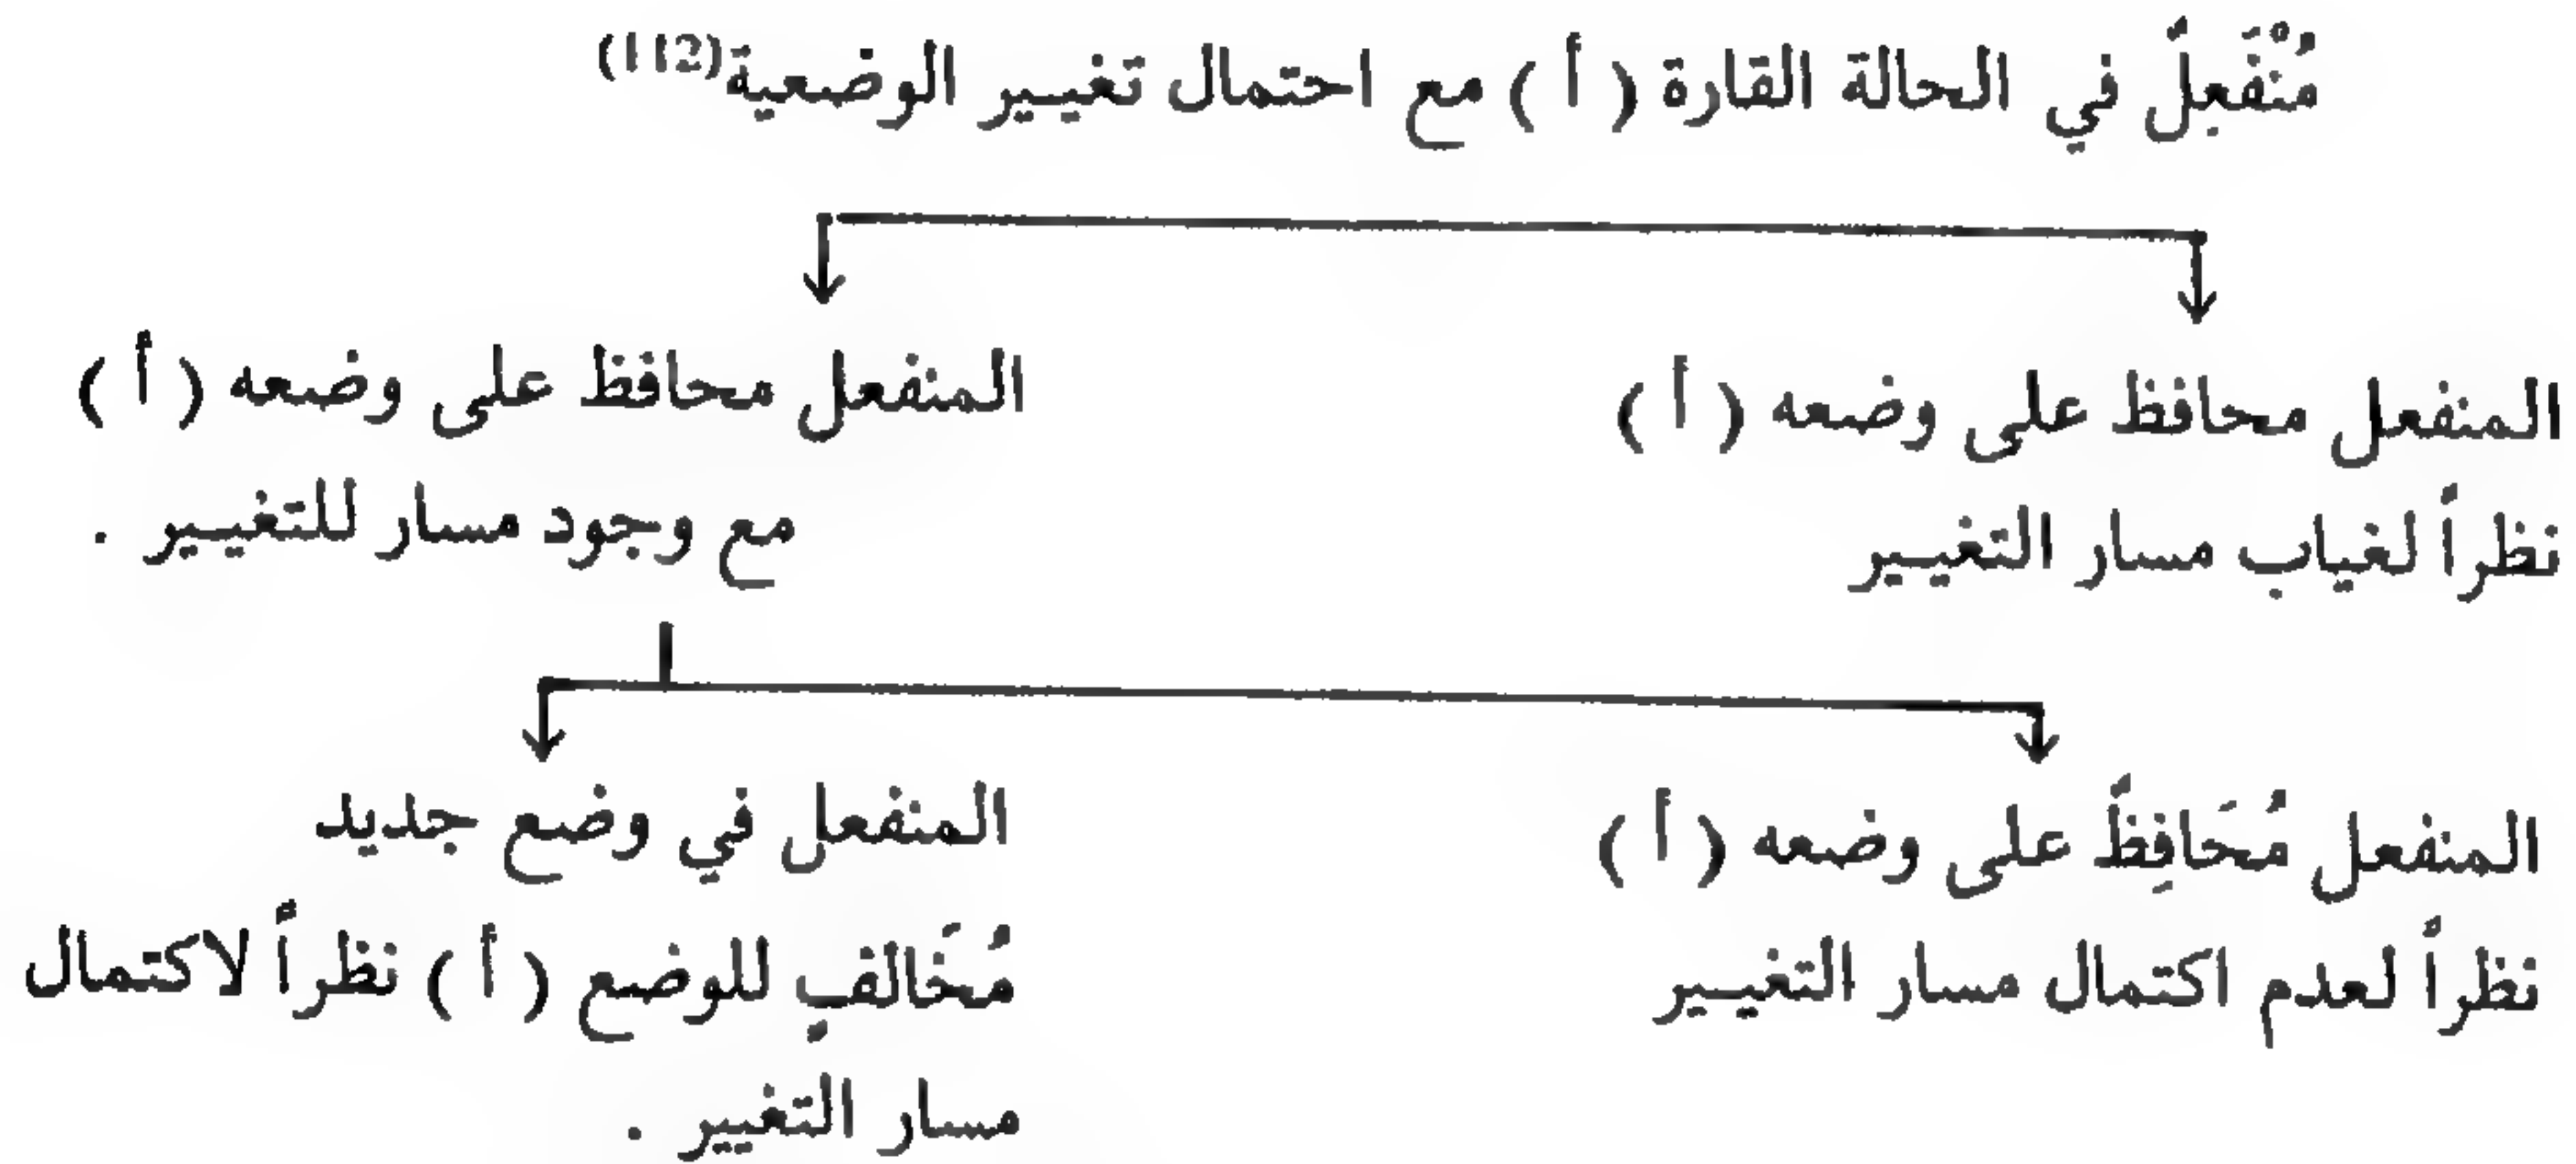 مُنْفَعِلٌ في الحالة القارة ( أ ) مع احتمال تغيير الوضعية(112)
المنفعل محافظ على وضعه ( أ )
نظراً لغياب مسار التغيير
المنفعل محافظ على وضعه ( أ )
مع وجود مسار للتغيير .
المنفعل مُحَافِظٌ على وضعه ( أ )
نظراً لعدم اكتمال مسار التغيير
المنفعل في وضع جديد
مُخَالفٍ للوضع ( أ ) نظراً لاكتمال
مسار التغيير .